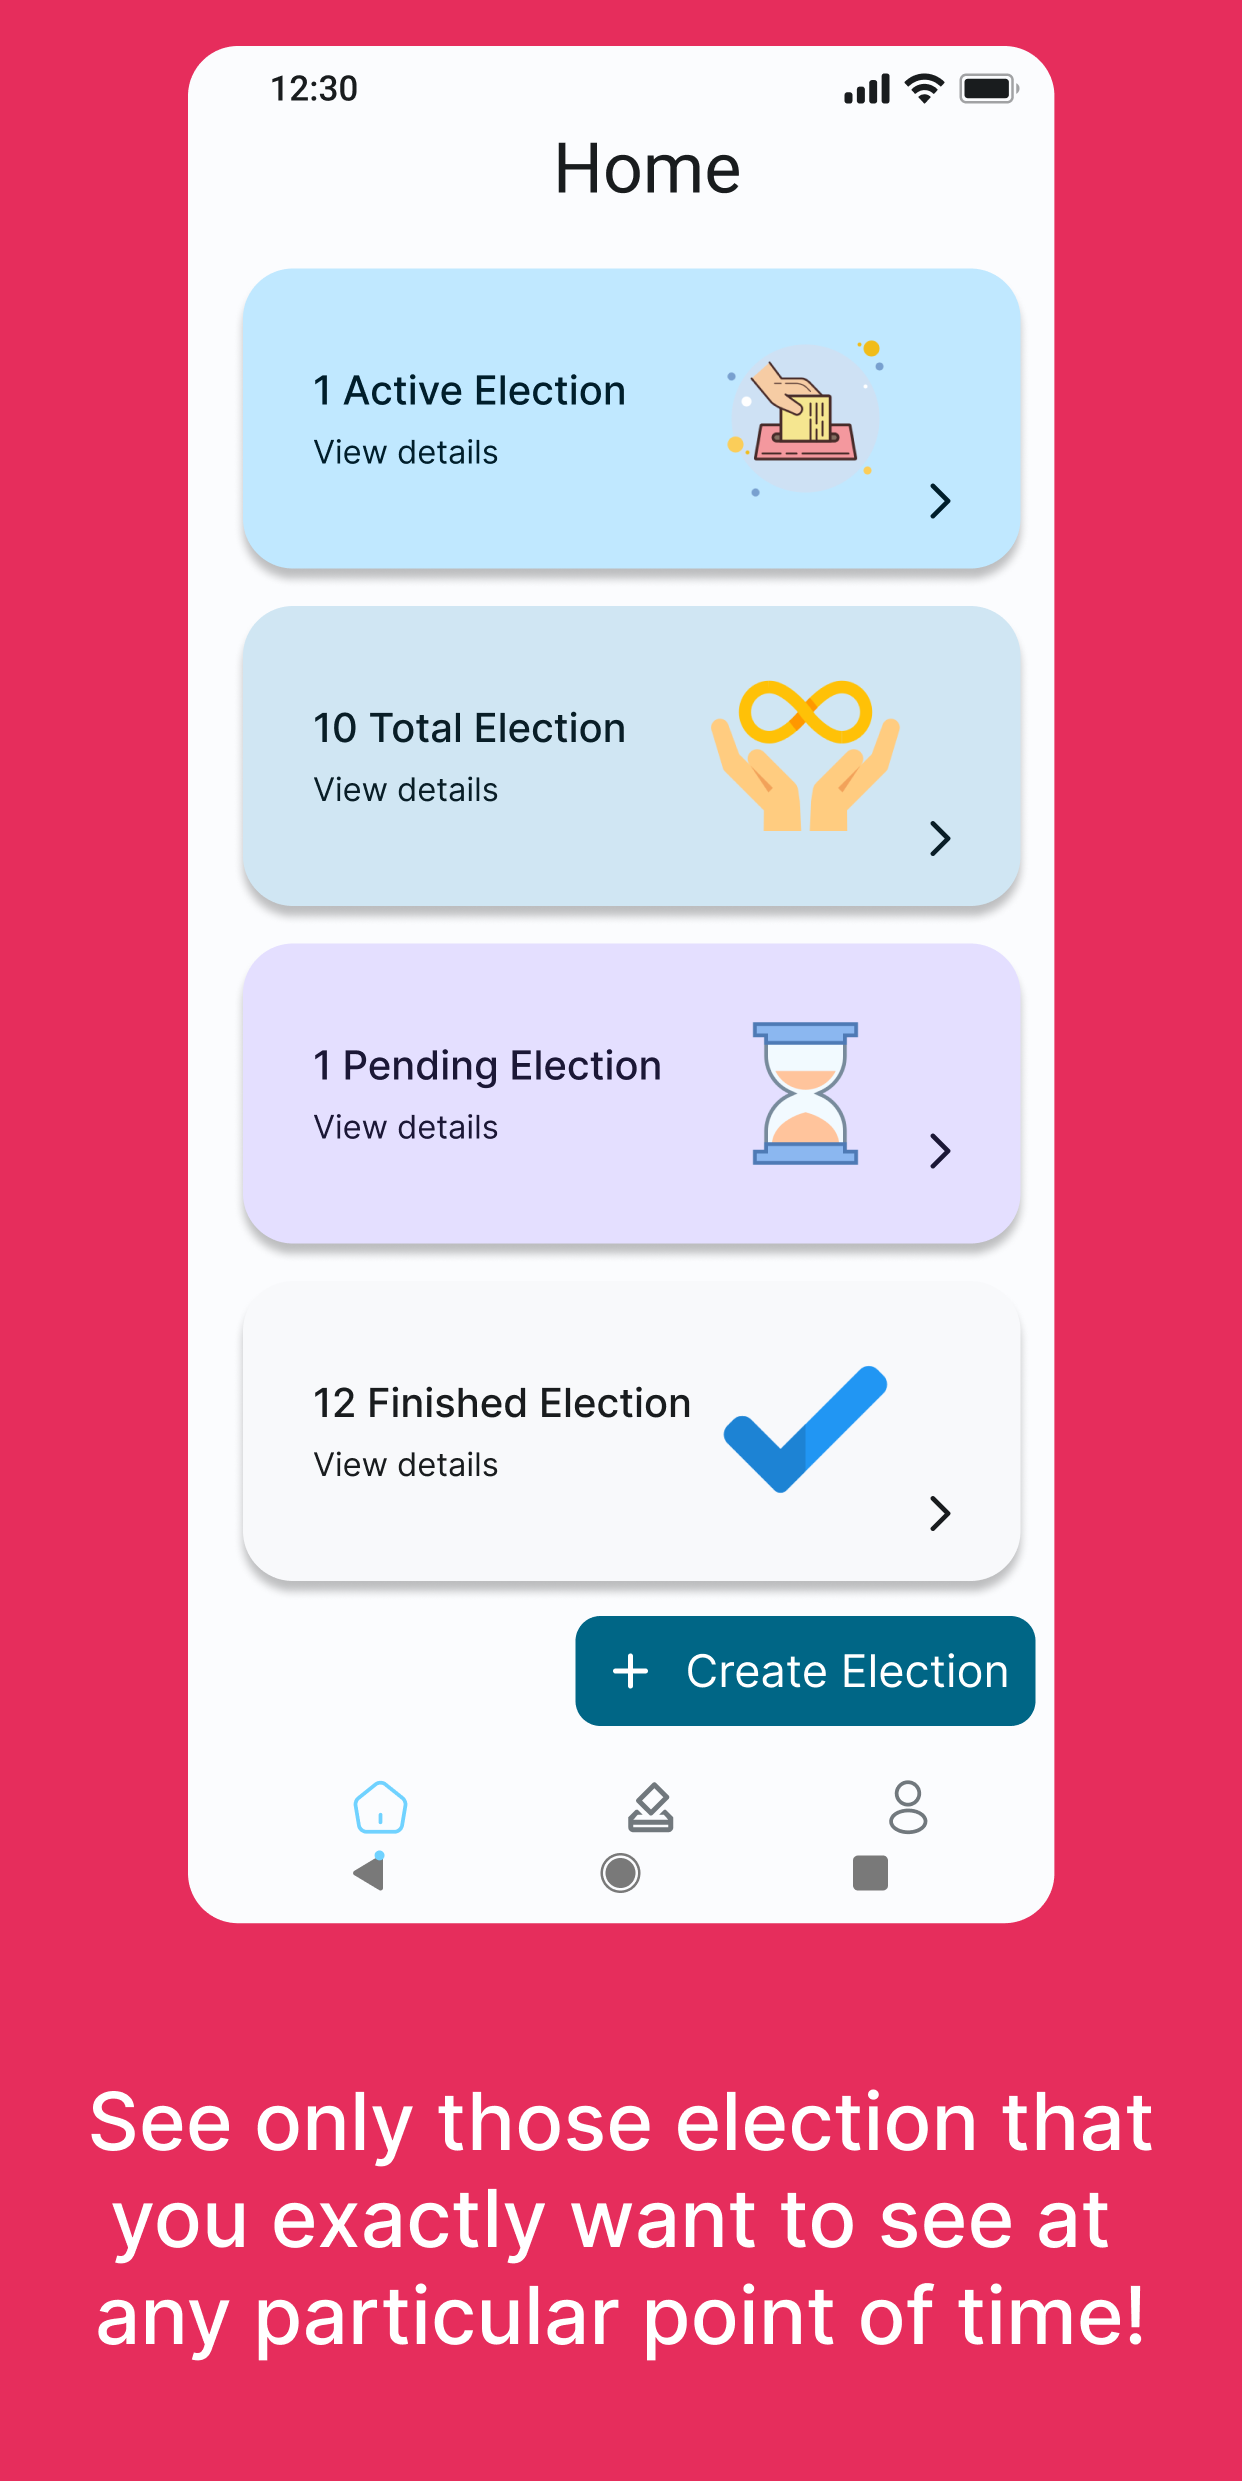 12:30
Home
1 Active Election
View details
10 Total Election
View details
1 Pending Election
View details
12 Finished Election
View details
+ Create Election
See only those election that
you exactly want to see at
any particular point of time!